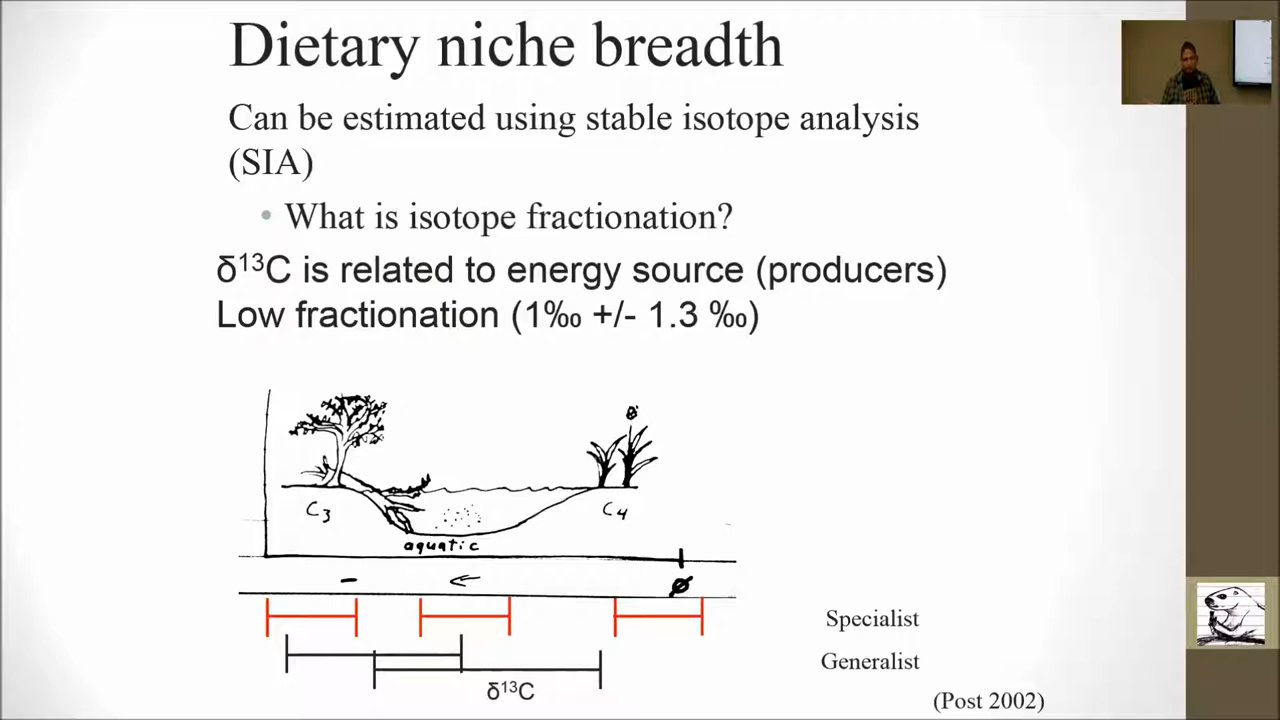 Dietary niche breadth
Can be estimated using stable isotope analysis
(SIA)
• What is isotope fractionation?
δ¹³C is related to energy source (producers)
Low fractionation (1‰ +/- 1.3 ‰)
C₃
C₄
aquatic
- ← ø
Specialist
Generalist
δ¹³C
(Post 2002)